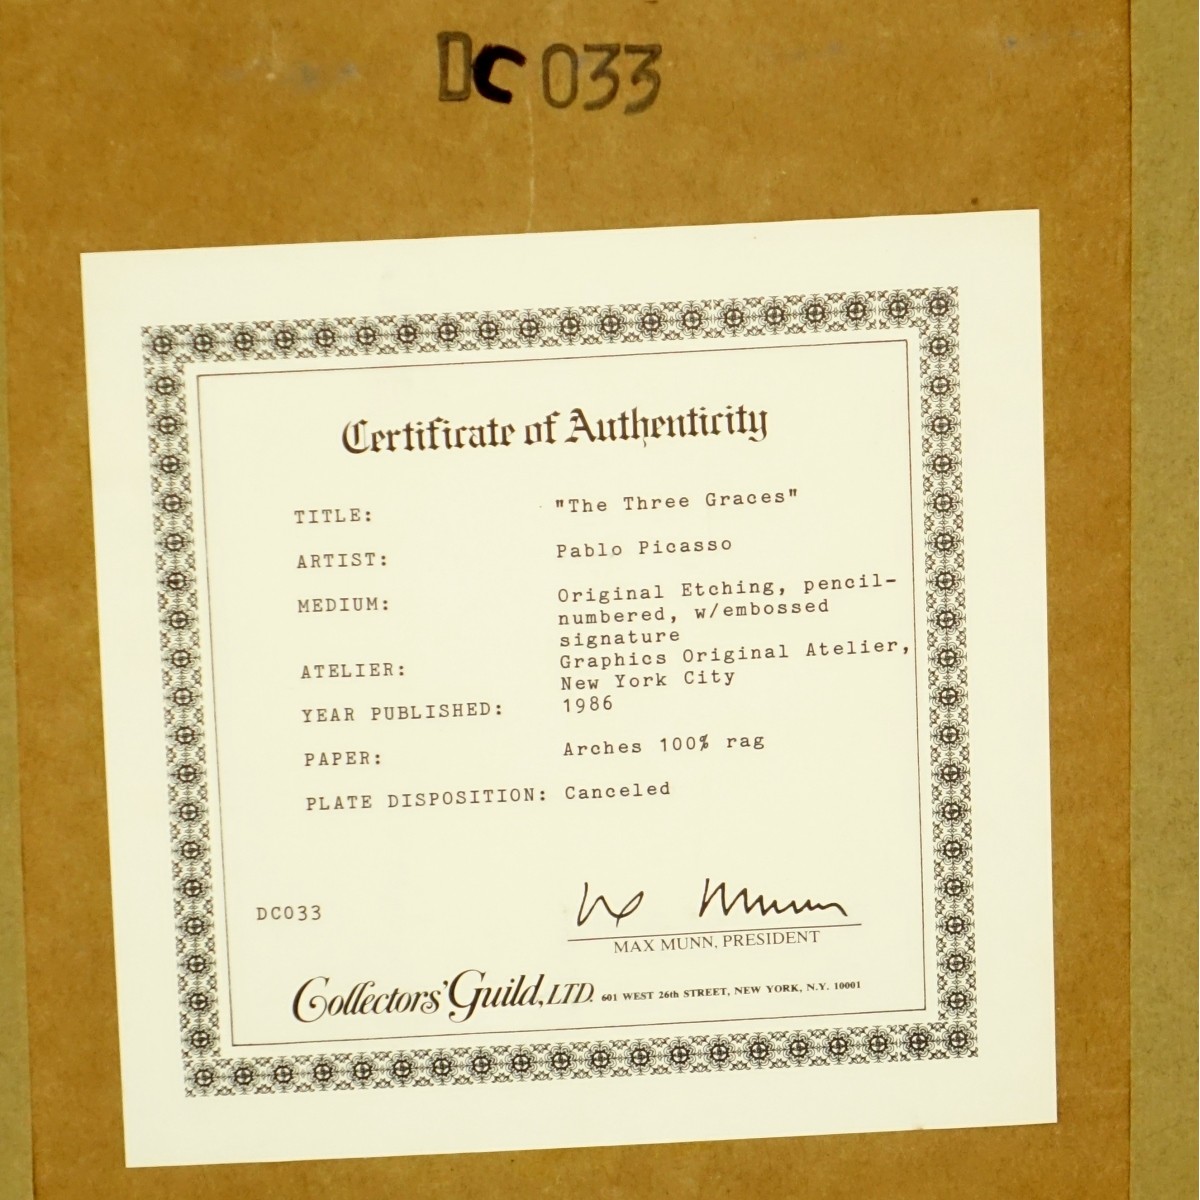 DC 033
Certificate of Authenticity
TITLE: "The Three Graces"
ARTIST: Pablo Picasso
MEDIUM: Original Etching, pencil-
numbered, w/embossed
signature
ATELIER: Graphics Original Atelier,
New York City
YEAR PUBLISHED: 1986
PAPER: Arches 100% rag
PLATE DISPOSITION: Canceled
Max Munn
DC033
MAX MUNN, PRESIDENT
Collectors' Guild, LTD. 601 WEST 26th STREET, NEW YORK, N.Y. 10001